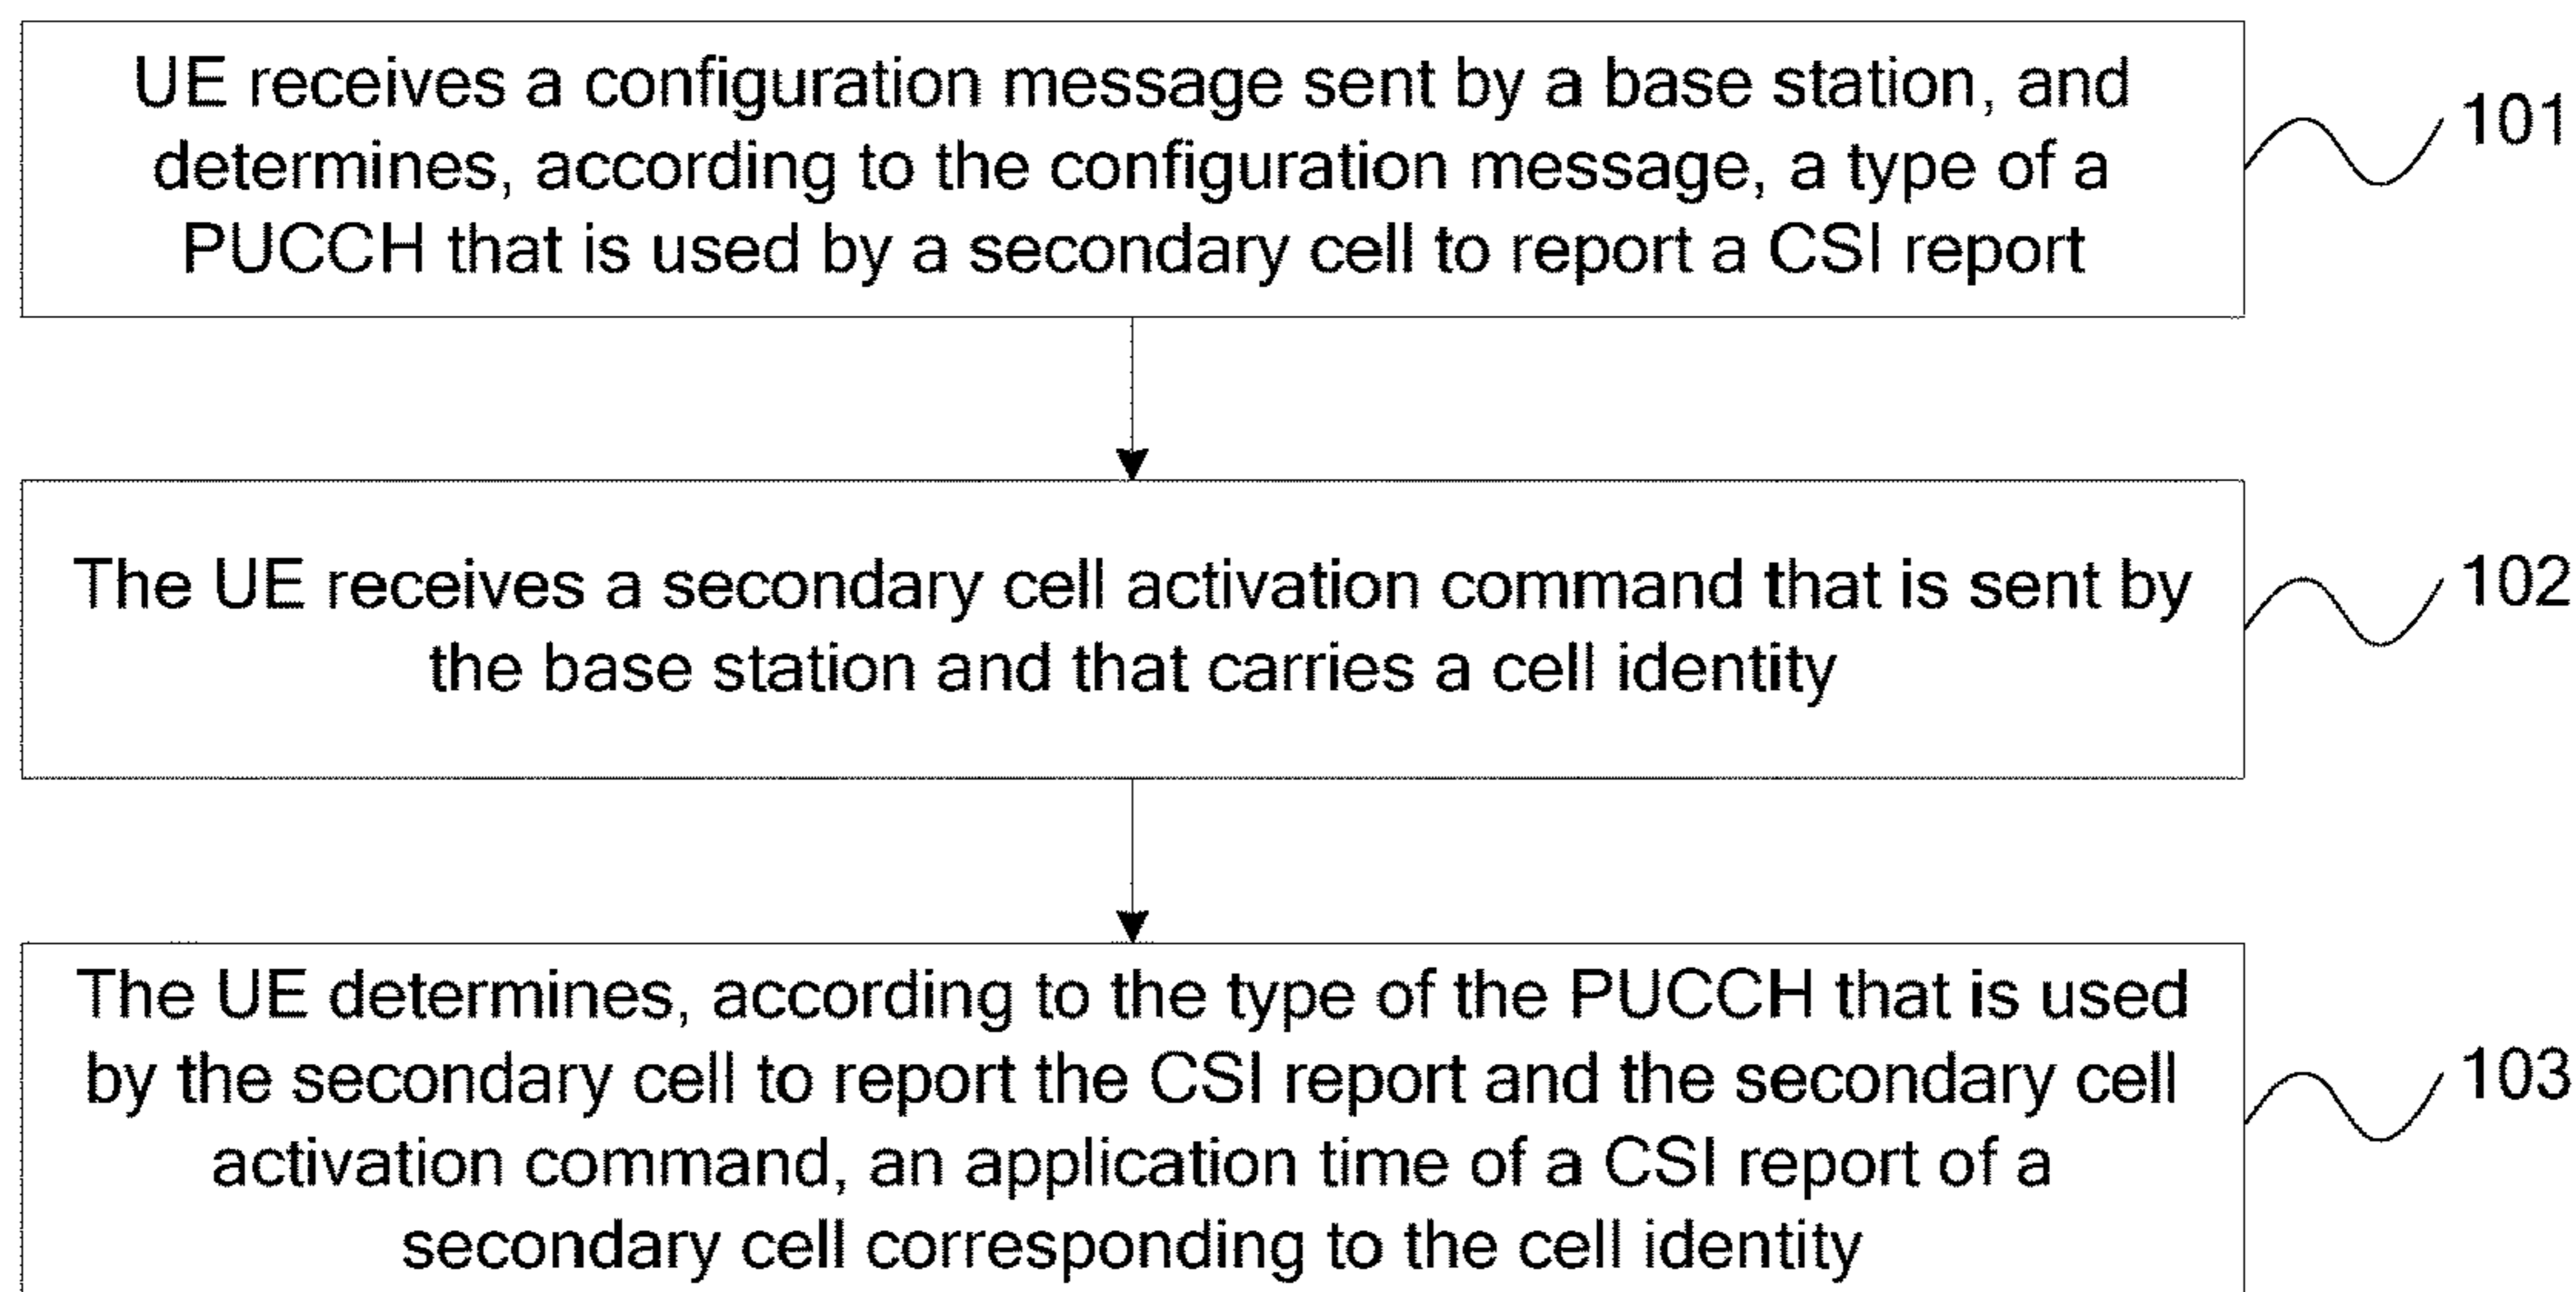 UE receives a configuration message sent by a base station, and
determines, according to the configuration message, a type of a
PUCCH that is used by a secondary cell to report a CSI report
101
The UE receives a secondary cell activation command that is sent by
the base station and that carries a cell identity
102
The UE determines, according to the type of the PUCCH that is used
by the secondary cell to report the CSI report and the secondary cell
activation command, an application time of a CSI report of a
secondary cell corresponding to the cell identity
103